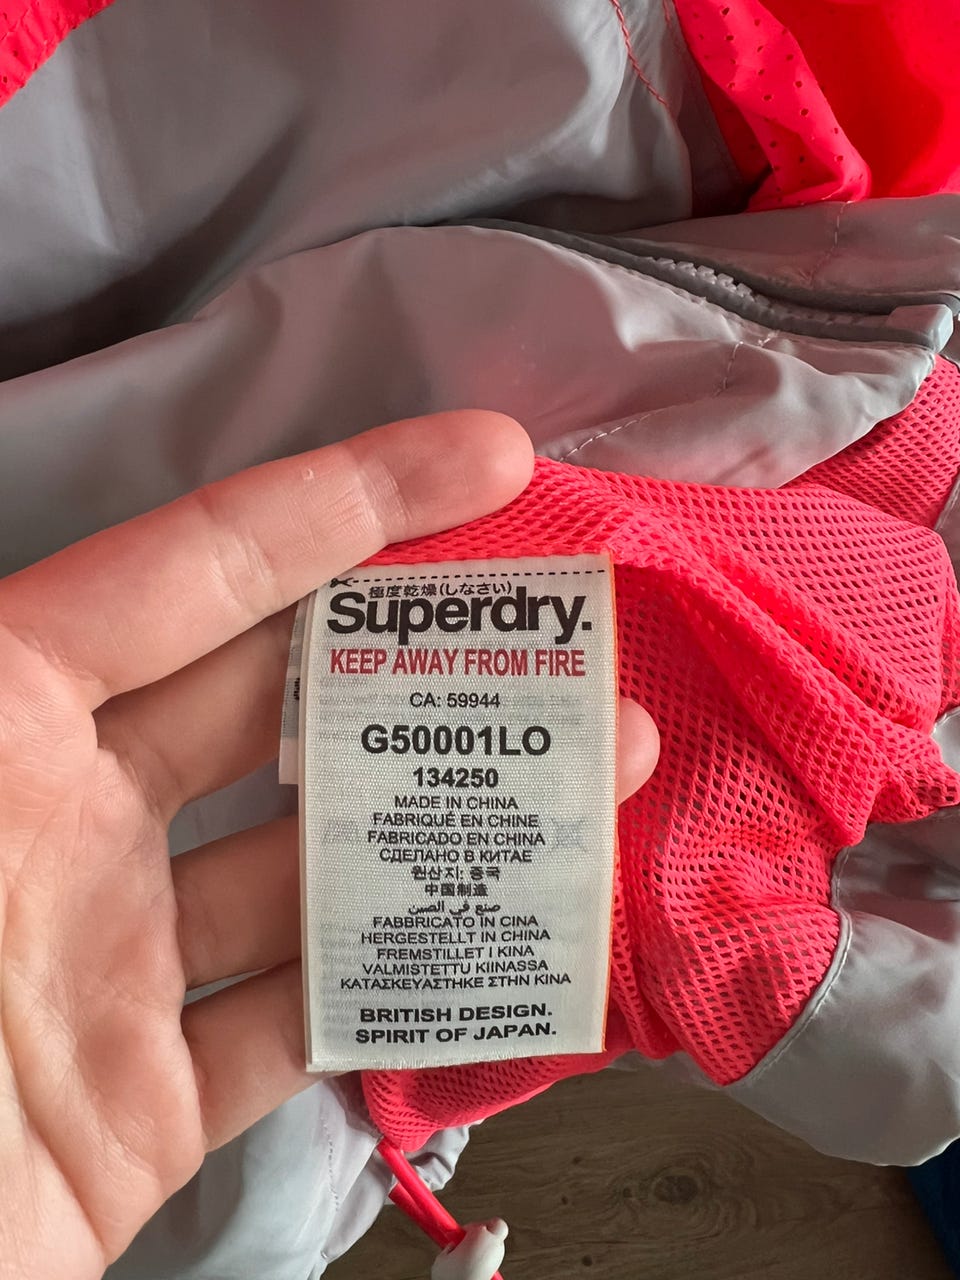 極度乾燥(しなさい)
Superdry.
KEEP AWAY FROM FIRE
CA: 59944
G50001LO
134250
MADE IN CHINA
FABRIQUÉ EN CHINE
FABRICADO EN CHINA
СДЕЛАНО В КИТАЕ
원산지: 중국
中国制造
صنع في الصين
FABBRICATO IN CINA
HERGESTELLT IN CHINA
FREMSTILLET I KINA
VALMISTETTU KIINASSA
ΚΑΤΑΣΚΕΥΑΣΤΗΚΕ ΣΤΗΝ ΚΙΝΑ
BRITISH DESIGN.
SPIRIT OF JAPAN.